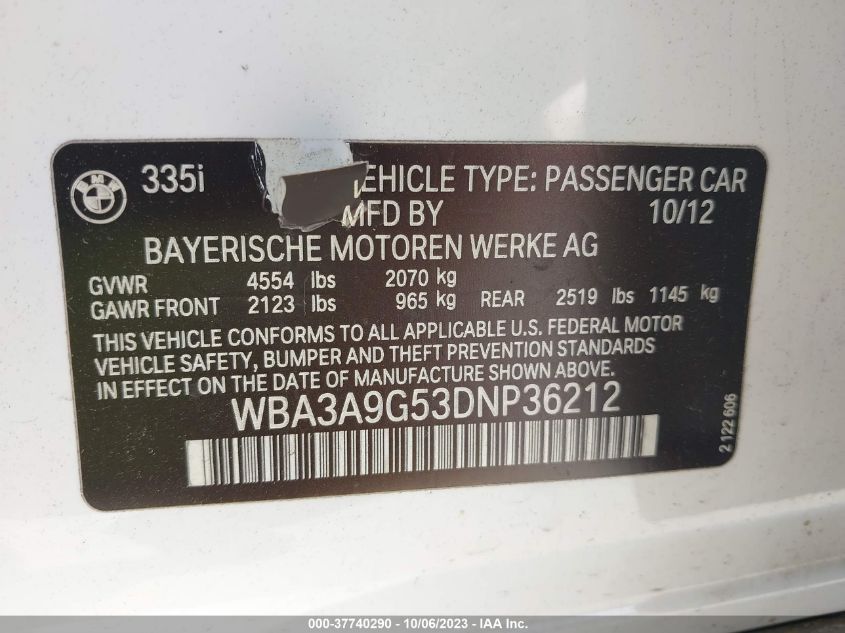 BMW 335i EHICLE TYPE: PASSENGER CAR
MFD BY 10/12
BAYERISCHE MOTOREN WERKE AG
GVWR 4554 lbs 2070 kg
GAWR FRONT 2123 lbs 965 kg REAR 2519 lbs 1145 kg
THIS VEHICLE CONFORMS TO ALL APPLICABLE U.S. FEDERAL MOTOR
VEHICLE SAFETY, BUMPER AND THEFT PREVENTION STANDARDS
IN EFFECT ON THE DATE OF MANUFACTURE SHOWN ABOVE.
WBA3A9G53DNP36212
2 122 606
000-37740290 - 10/06/2023 - IAA Inc.